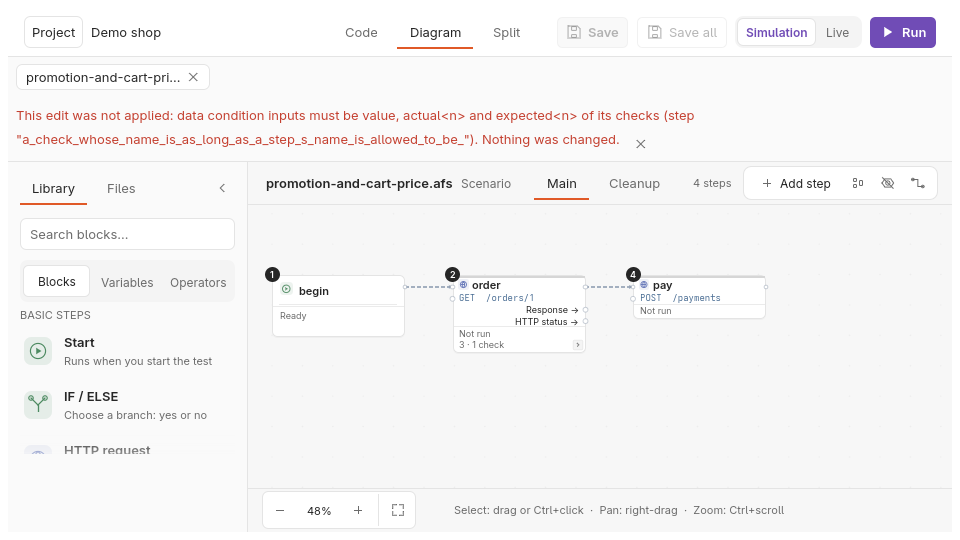 Project Demo shop Code Diagram Split Save Save all Simulation Live Run
promotion-and-cart-pri...
This edit was not applied: data condition inputs must be value, actual<n> and expected<n> of its checks (step
"a_check_whose_name_is_as_long_as_a_step_s_name_is_allowed_to_be_"). Nothing was changed.
Library Files
promotion-and-cart-price.afs Scenario Main Cleanup 4 steps Add step
Search blocks...
Blocks Variables Operators
BASIC STEPS
Start
Runs when you start the test
IF / ELSE
Choose a branch: yes or no
HTTP request
1
begin
Ready
2
order
GET /orders/1
Response →
HTTP status →
Not run
3 · 1 check
4
pay
POST /payments
Not run
48%
Select: drag or Ctrl+click · Pan: right-drag · Zoom: Ctrl+scroll